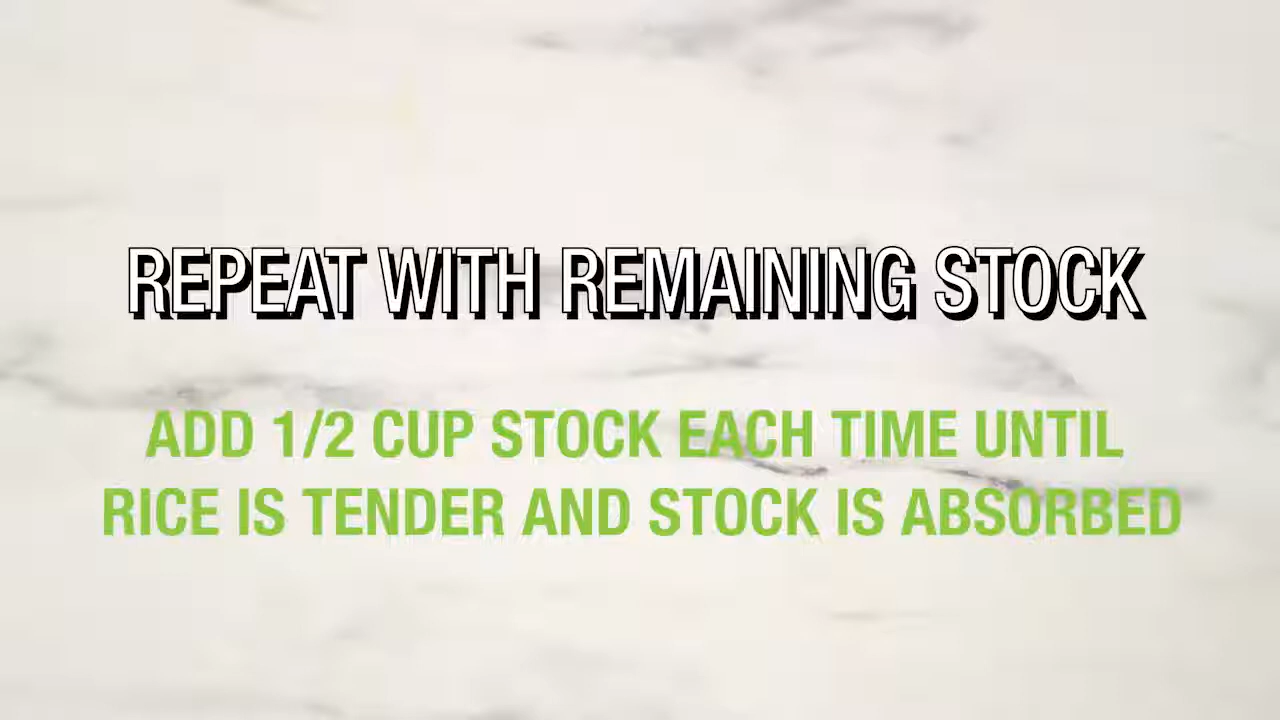 REPEAT WITH REMAINING STOCK
ADD 1/2 CUP STOCK EACH TIME UNTIL
RICE IS TENDER AND STOCK IS ABSORBED